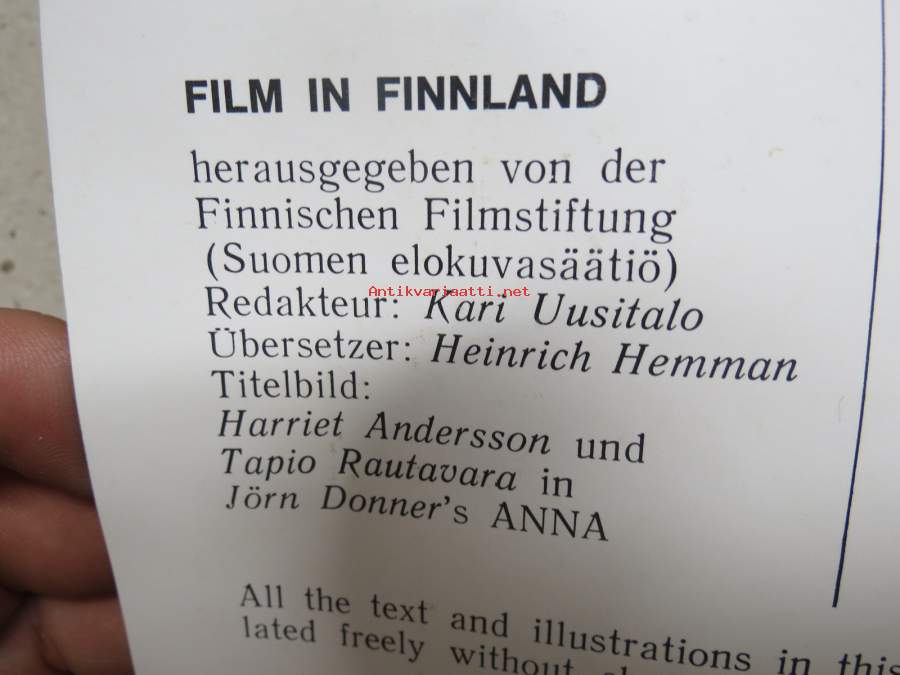 FILM IN FINNLAND
herausgegeben von der
Finnischen Filmstiftung
(Suomen elokuvasäätiö)
Antikvariaatti.net
Redakteur: Kari Uusitalo
Übersetzer: Heinrich Hemman
Titelbild:
Harriet Andersson und
Tapio Rautavara in
Jörn Donner's ANNA
All the text and illustrations in this
lated freely without